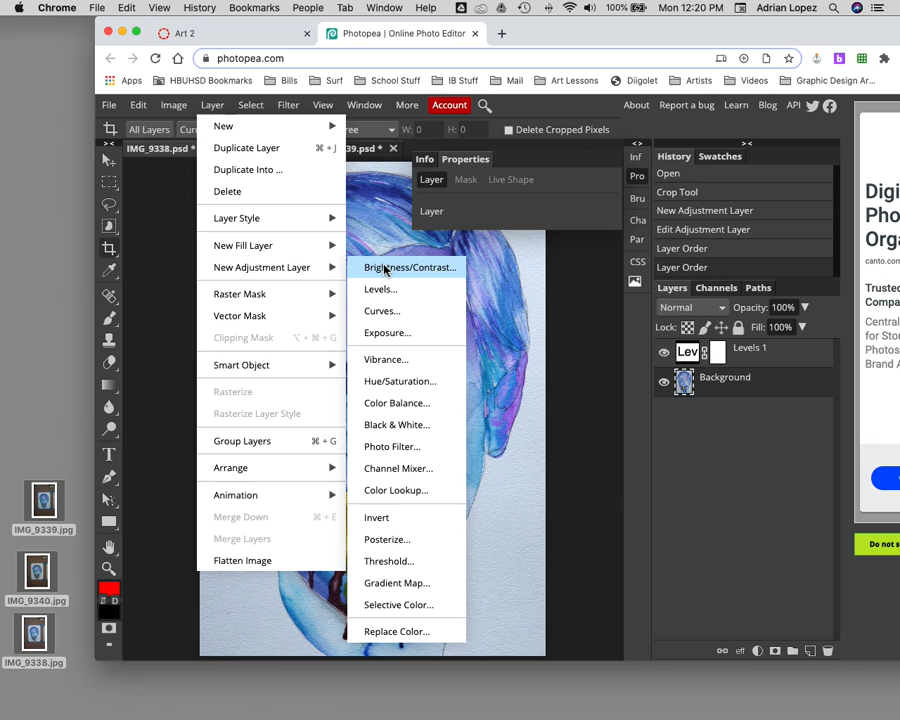 Chrome File Edit View History Bookmarks People Tab Window Help 100% Mon 12:20 PM Adrian Lopez
Art 2 × Photopea | Online Photo Editor × +
photopea.com
Apps HBUHSD Bookmarks Bills Surf School Stuff IB Stuff Mail Art Lessons Diigolet Artists Videos Graphic Design Ar...
File Edit Image Layer Select Filter View Window More Account About Report a bug Learn Blog API
All Layers Curr ree W: 0 H: 0 Delete Cropped Pixels
IMG_9338.psd * 39.psd *
New
Duplicate Layer ⌘ + J
Duplicate Into ...
Delete
Layer Style
New Fill Layer
New Adjustment Layer
Raster Mask
Vector Mask
Clipping Mask ⌥ + ⌘ + G
Smart Object
Rasterize
Rasterize Layer Style
Group Layers ⌘ + G
Arrange
Animation
Merge Down ⌘ + E
Merge Layers
Flatten Image
Brightness/Contrast...
Levels...
Curves...
Exposure...
Vibrance...
Hue/Saturation...
Color Balance...
Black & White...
Photo Filter...
Channel Mixer...
Color Lookup...
Invert
Posterize...
Threshold...
Gradient Map...
Selective Color...
Replace Color...
Info Properties
Layer Mask Live Shape
Layer
< > > <
Inf
Pro
Bru
Cha
Par
CSS
History Swatches
Open
Crop Tool
New Adjustment Layer
Edit Adjustment Layer
Layer Order
Layer Order
Layers Channels Paths
Normal Opacity: 100%
Lock: Fill: 100%
Lev Levels 1
Background
eff
D
Digi
Pho
Orga
canto.com
Trusted
Compa
Central
for Stor
Photos
Brand A
Do not s
IMG_9339.jpg
IMG_9340.jpg
IMG_9338.jpg